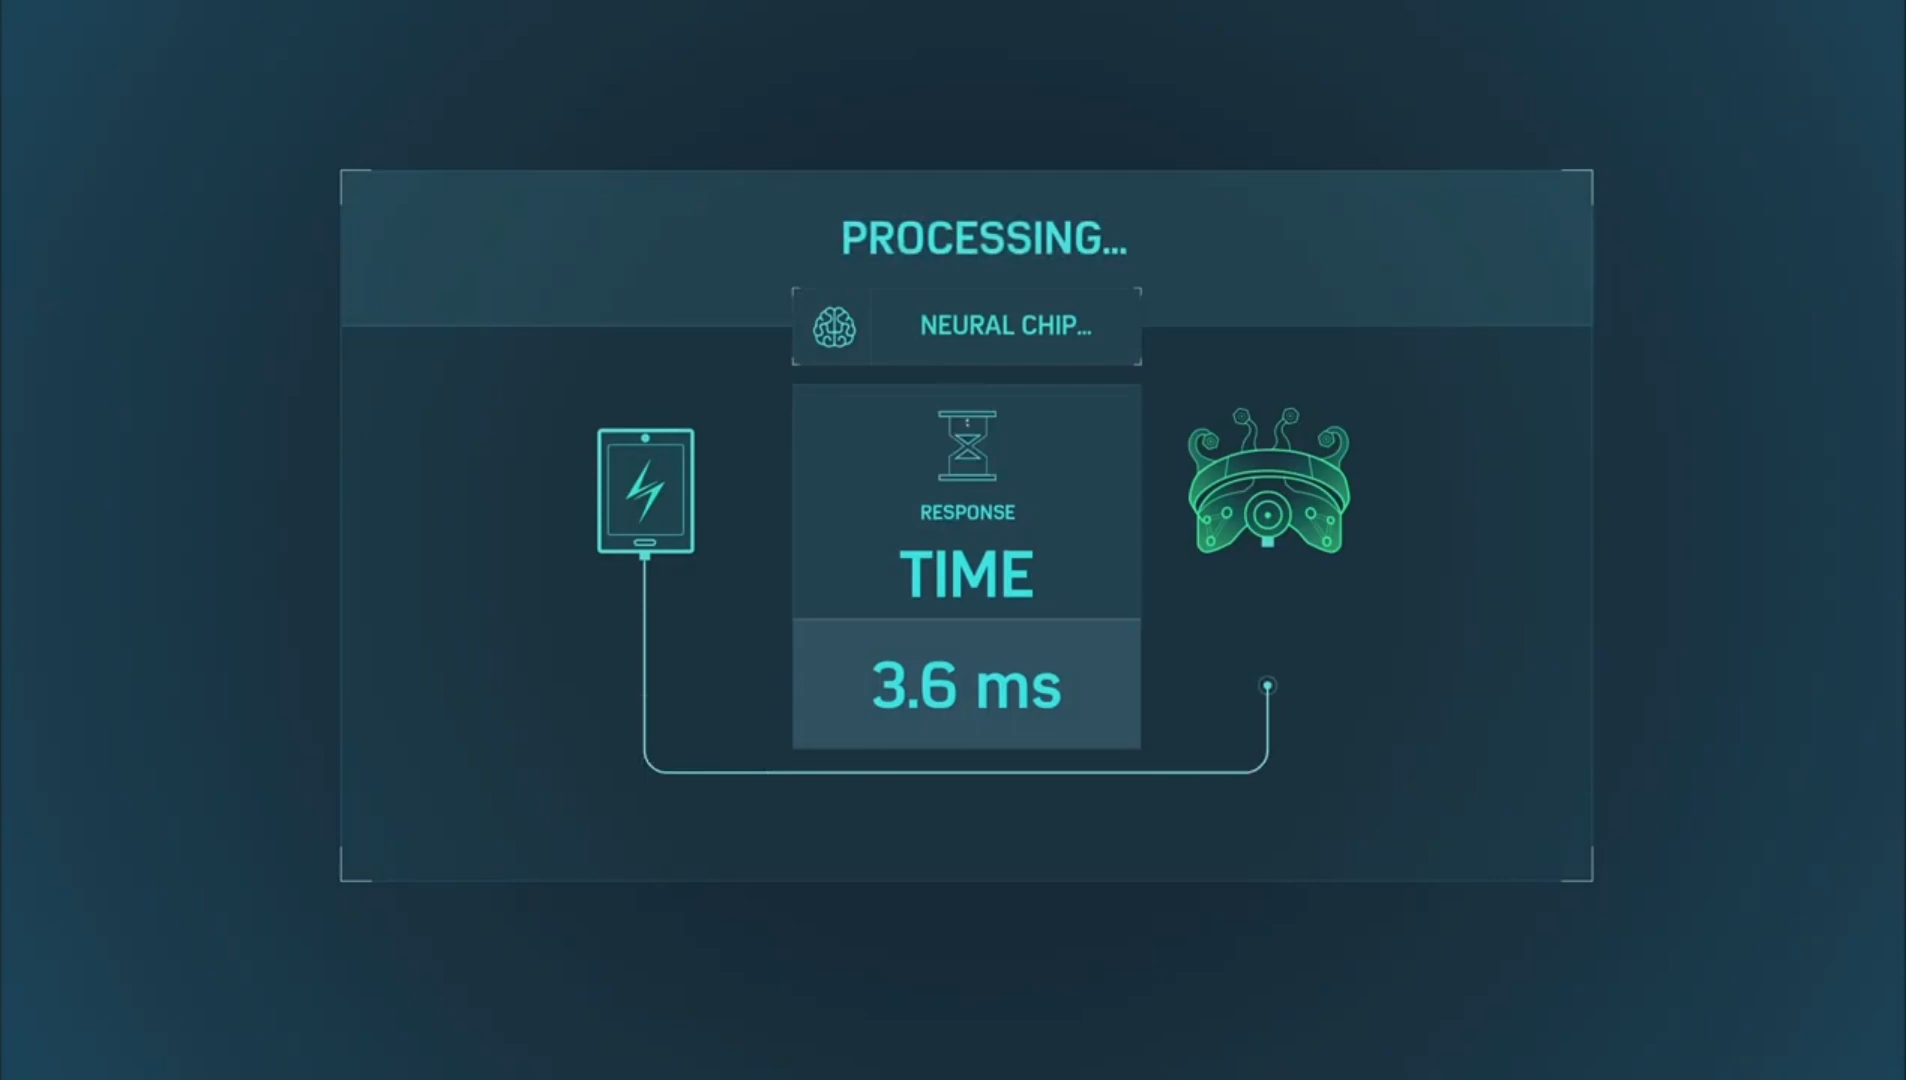 PROCESSING...
NEURAL CHIP...
RESPONSE
TIME
3.6 ms